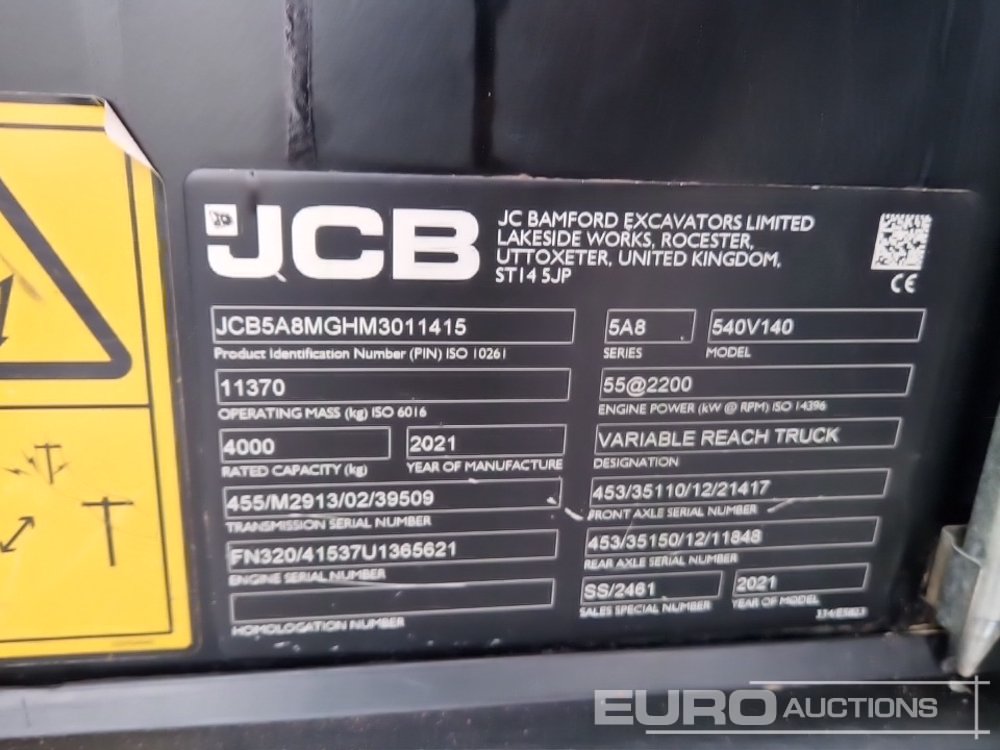 JCB
JC BAMFORD EXCAVATORS LIMITED
LAKESIDE WORKS, ROCESTER,
UTTOXETER, UNITED KINGDOM,
ST14 5JP
CE
JCB5A8MGHM3011415
Product Identification Number (PIN) ISO 10261
5A8
SERIES
540V140
MODEL
11370
OPERATING MASS (kg) ISO 6016
55@2200
ENGINE POWER (kW @ RPM) ISO 14396
4000
RATED CAPACITY (kg)
2021
YEAR OF MANUFACTURE
VARIABLE REACH TRUCK
DESIGNATION
455/M2913/02/39509
TRANSMISSION SERIAL NUMBER
453/35110/12/21417
FRONT AXLE SERIAL NUMBER
FN320/41537U1365621
ENGINE SERIAL NUMBER
453/35150/12/11848
REAR AXLE SERIAL NUMBER
HOMOLOGATION NUMBER
SS/2461
SALES SPECIAL NUMBER
2021
YEAR OF MODEL
EURO AUCTIONS